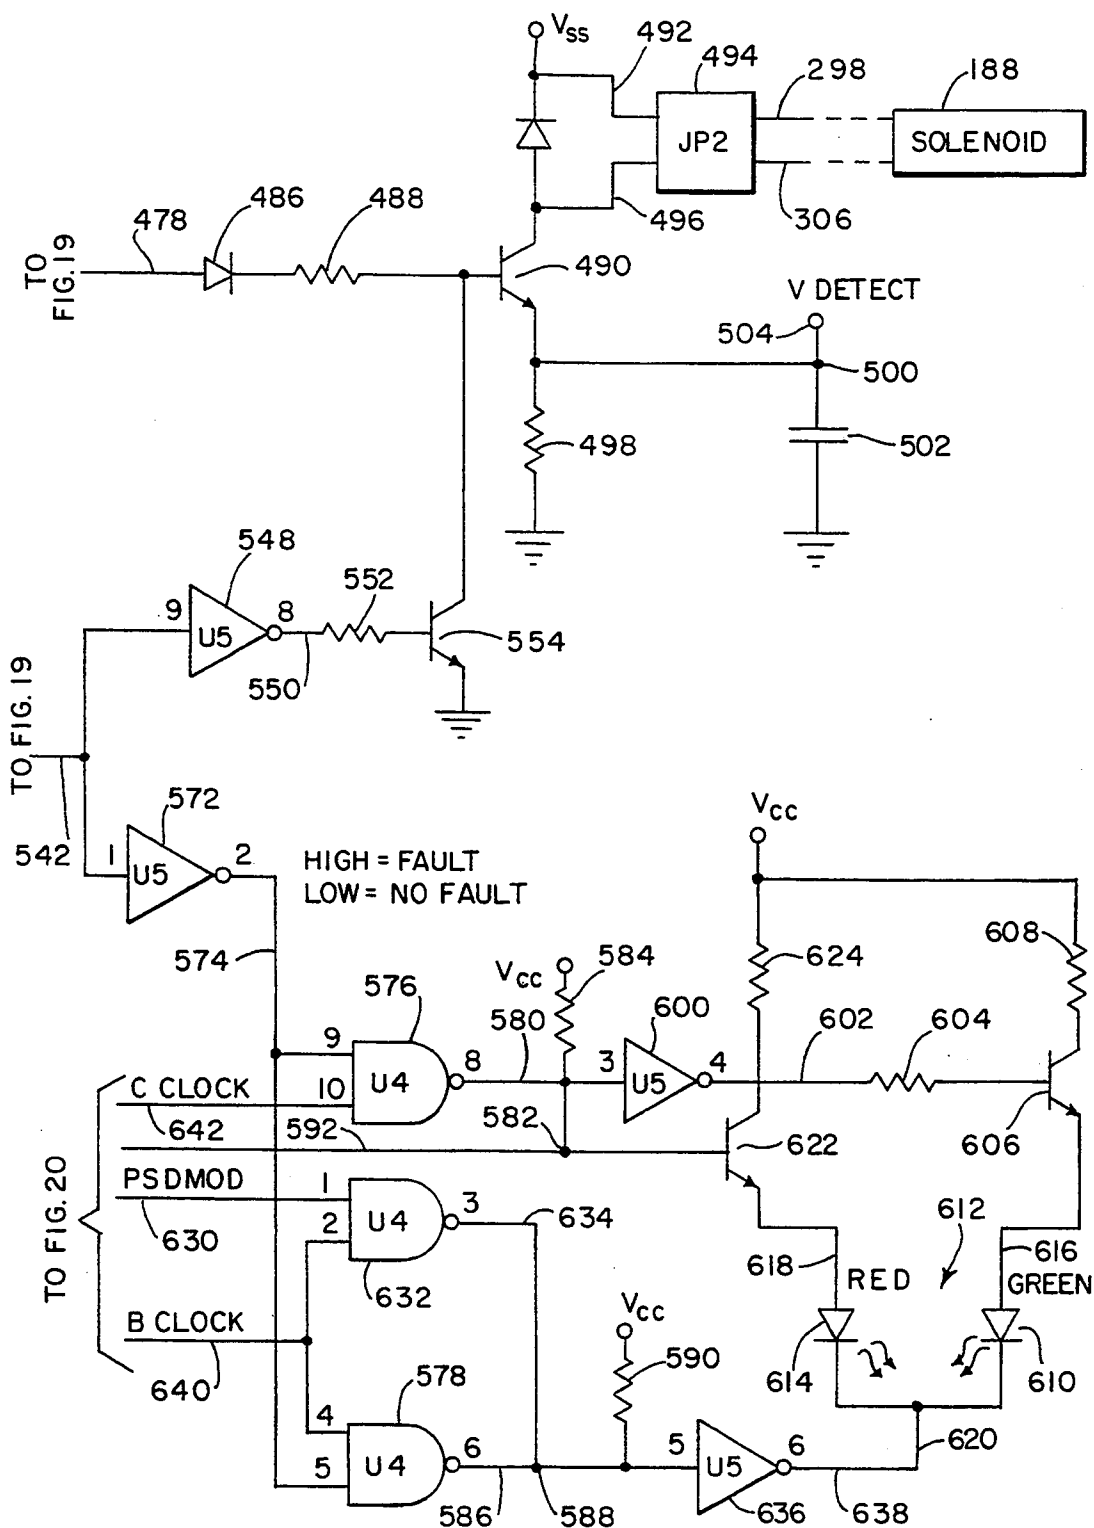 VSS
492
494
298
188
JP2
SOLENOID
486
488
478
496
306
TO
FIG.19
490
V DETECT
504
500
498
502
548
552
9
8
U5
554
550
TO FIG.19
572
VCC
542
1
U5
2
HIGH = FAULT
LOW = NO FAULT
608
574
VCC
584
624
576
580
600
602
604
9
8
3
4
U4
U5
C CLOCK
10
642
592
582
622
606
PSDMOD
1
3
612
TO FIG. 20
630
2
U4
634
618
616
632
RED
GREEN
B CLOCK
VCC
640
578
590
614
610
4
6
5
6
620
5
U4
U5
586
588
636
638